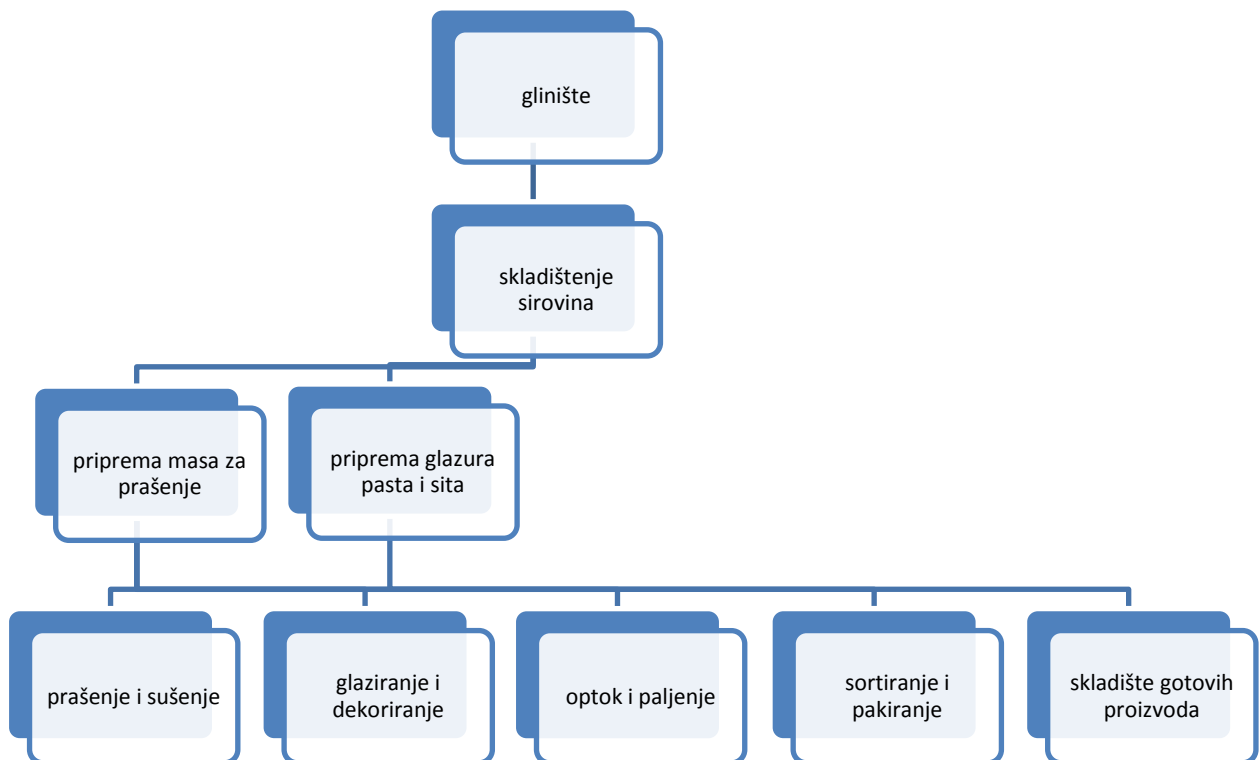 glinište
skladištenje
sirovina
priprema masa za
prašenje
priprema glazura
pasta i sita
prašenje i sušenje
glaziranje i
dekoriranje
optok i paljenje
sortiranje i
pakiranje
skladište gotovih
proizvoda